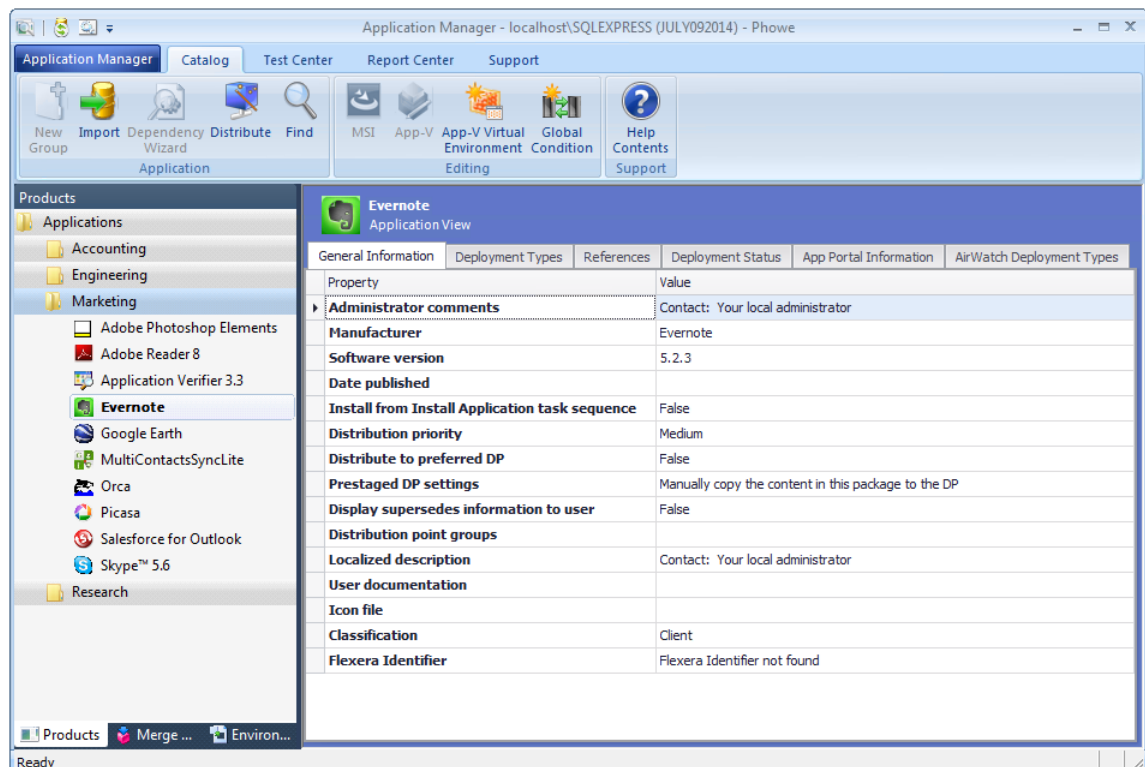 Application Manager - localhost\SQLEXPRESS (JULY092014) - Phowe
Application Manager Catalog Test Center Report Center Support
New Group Import Dependency Wizard Distribute Find MSI App-V App-V Virtual Environment Global Condition Help Contents
Application Editing Support
Products
Applications
Accounting
Engineering
Marketing
Adobe Photoshop Elements
Adobe Reader 8
Application Verifier 3.3
Evernote
Google Earth
MultiContactsSyncLite
Orca
Picasa
Salesforce for Outlook
Skype™ 5.6
Research
Products Merge ... Environ...
Evernote
Application View
General Information Deployment Types References Deployment Status App Portal Information AirWatch Deployment Types
Property Value
Administrator comments Contact: Your local administrator
Manufacturer Evernote
Software version 5.2.3
Date published
Install from Install Application task sequence False
Distribution priority Medium
Distribute to preferred DP False
Prestaged DP settings Manually copy the content in this package to the DP
Display supersedes information to user False
Distribution point groups
Localized description Contact: Your local administrator
User documentation
Icon file
Classification Client
Flexera Identifier Flexera Identifier not found
Ready